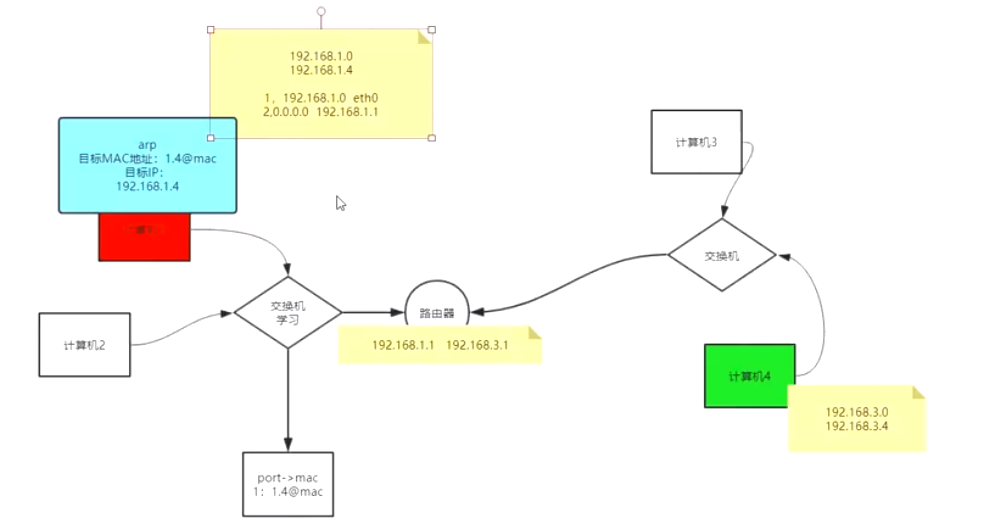 192.168.1.0
192.168.1.4
1，192.168.1.0 eth0
2,0.0.0.0 192.168.1.1
arp
目标MAC地址：1.4@mac
目标IP：
192.168.1.4
计算机3
交换机
交换机
学习
路由器
计算机2
192.168.1.1 192.168.3.1
计算机4
192.168.3.0
192.168.3.4
port->mac
1：1.4@mac